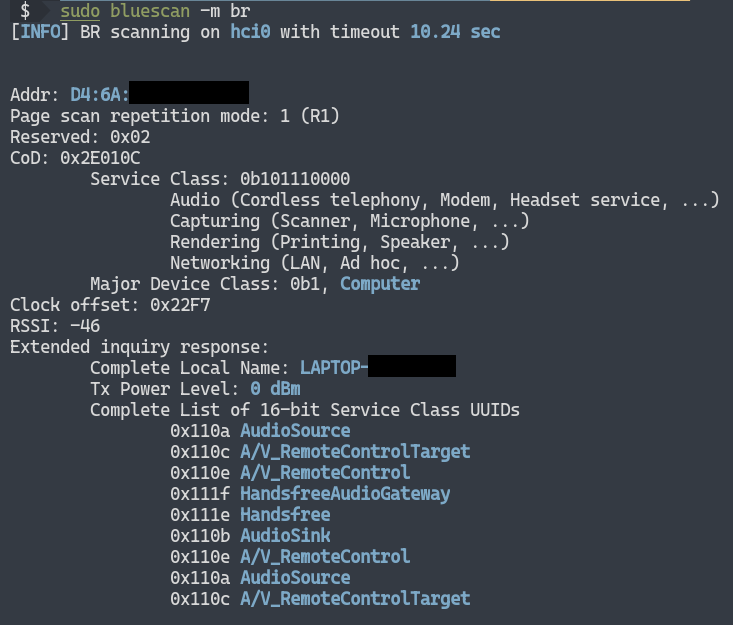 $ sudo bluescan -m br
[INFO] BR scanning on hci0 with timeout 10.24 sec
Addr: D4:6A:
Page scan repetition mode: 1 (R1)
Reserved: 0x02
CoD: 0x2E010C
Service Class: 0b101110000
Audio (Cordless telephony, Modem, Headset service, ...)
Capturing (Scanner, Microphone, ...)
Rendering (Printing, Speaker, ...)
Networking (LAN, Ad hoc, ...)
Major Device Class: 0b1, Computer
Clock offset: 0x22F7
RSSI: -46
Extended inquiry response:
Complete Local Name: LAPTOP-
Tx Power Level: 0 dBm
Complete List of 16-bit Service Class UUIDs
0x110a AudioSource
0x110c A/V_RemoteControlTarget
0x110e A/V_RemoteControl
0x111f HandsfreeAudioGateway
0x111e Handsfree
0x110b AudioSink
0x110e A/V_RemoteControl
0x110a AudioSource
0x110c A/V_RemoteControlTarget